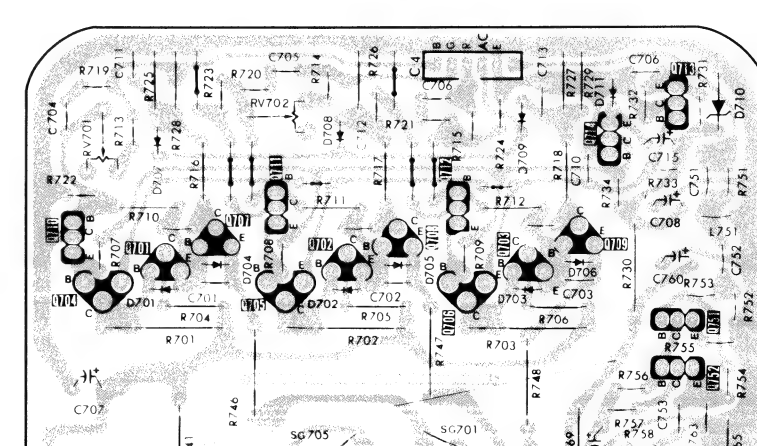 C705
C706
B G R AC E
C-4
C713
C711
R719
R725
R723
R720
R714
R726
R727
R729
D711
R732
Q713
R731
D710
C704
RV701
R713
R728
RV702
D708
R721
C706
R715
R724
D709
R718
C710
Q714
B C E
B C E
C715
R722
R716
Q711
R717
Q712
R734
R733
C751
R751
B C E
R710
B C E
R711
B C E
R712
C708
L751
Q710
R707
Q701
Q707
R708
Q702
R709
Q703
Q709
C752
R730
B C E
B C E
B C E
D704
D705
D706
C760
R753
Q704
D701
C701
Q705
D702
C702
Q706
D703
C703
R752
R704
R705
R706
B C E
Q751
R701
R702
R703
R755
R747
B C E
Q752
R754
R748
R756
C707
R746
R757
R758
C753
SG705
SG701